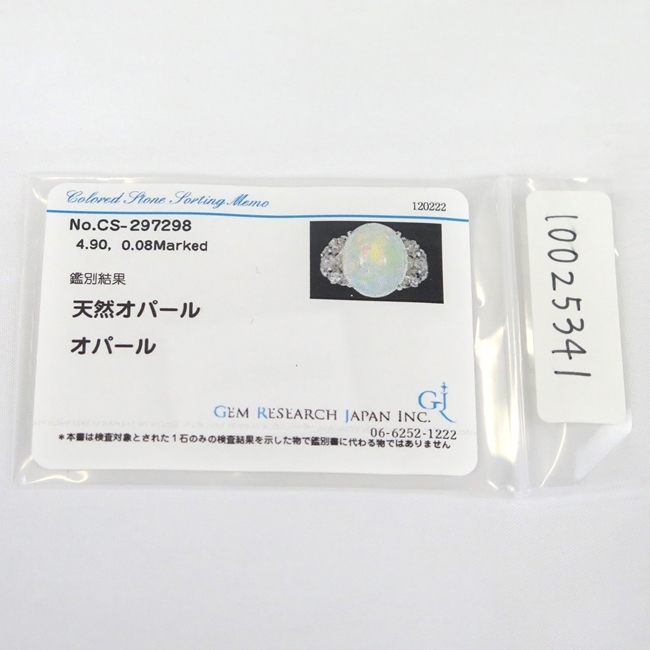 Colored Stone Sorting Memo
120222
No.CS-297298
4.90, 0.08Marked
鑑別結果
天然オパール
オパール
GJ
GEM RESEARCH JAPAN INC.
06-6252-1222
*本書は検査対象とされた1石のみの検査結果を示した物で鑑別書に代わる物ではありません
10025341